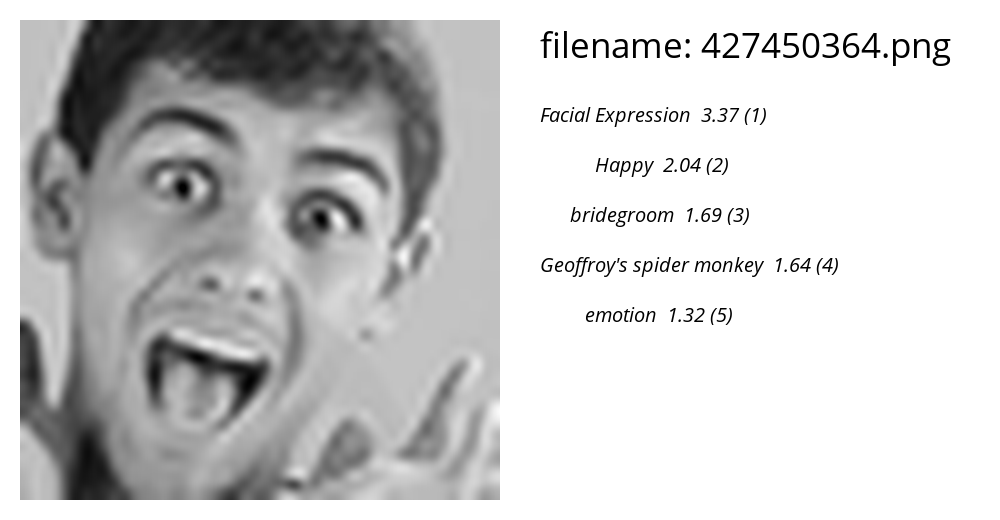 filename: 427450364.png
Facial Expression 3.37 (1)
Happy 2.04 (2)
bridegroom 1.69 (3)
Geoffroy's spider monkey 1.64 (4)
emotion 1.32 (5)